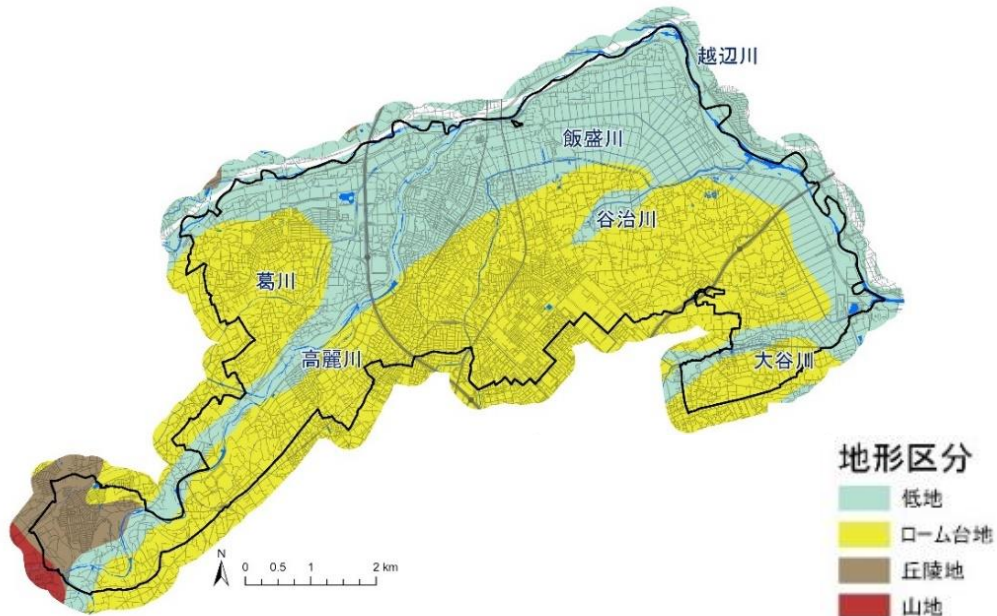 越辺川
飯盛川
谷治川
葛川
高麗川
大谷川
地形区分
低地
ローム台地
丘陵地
山地
N
0 0.5 1 2 km